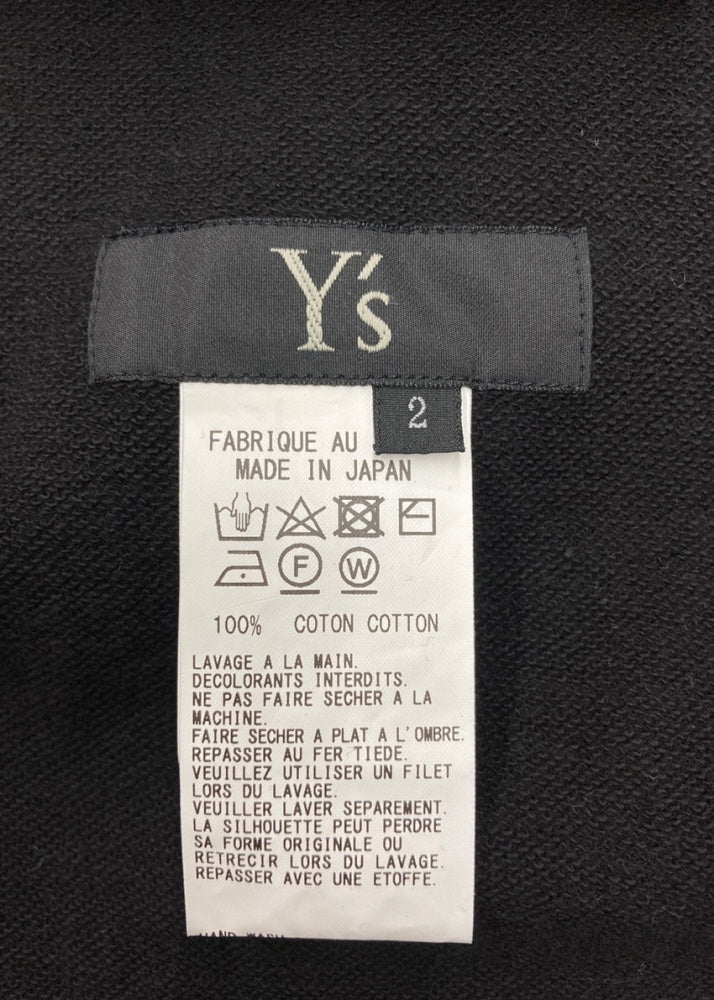 Y's
2
FABRIQUE AU
MADE IN JAPAN
F W
100% COTON COTTON
LAVAGE A LA MAIN.
DECOLORANTS INTERDITS.
NE PAS FAIRE SECHER A LA
MACHINE.
FAIRE SECHER A PLAT A L'OMBRE.
REPASSER AU FER TIEDE.
VEUILLEZ UTILISER UN FILET
LORS DU LAVAGE.
VEUILLER LAVER SEPAREMENT.
LA SILHOUETTE PEUT PERDRE
SA FORME ORIGINALE OU
RETRECIR LORS DU LAVAGE.
REPASSER AVEC UNE ETOFFE.